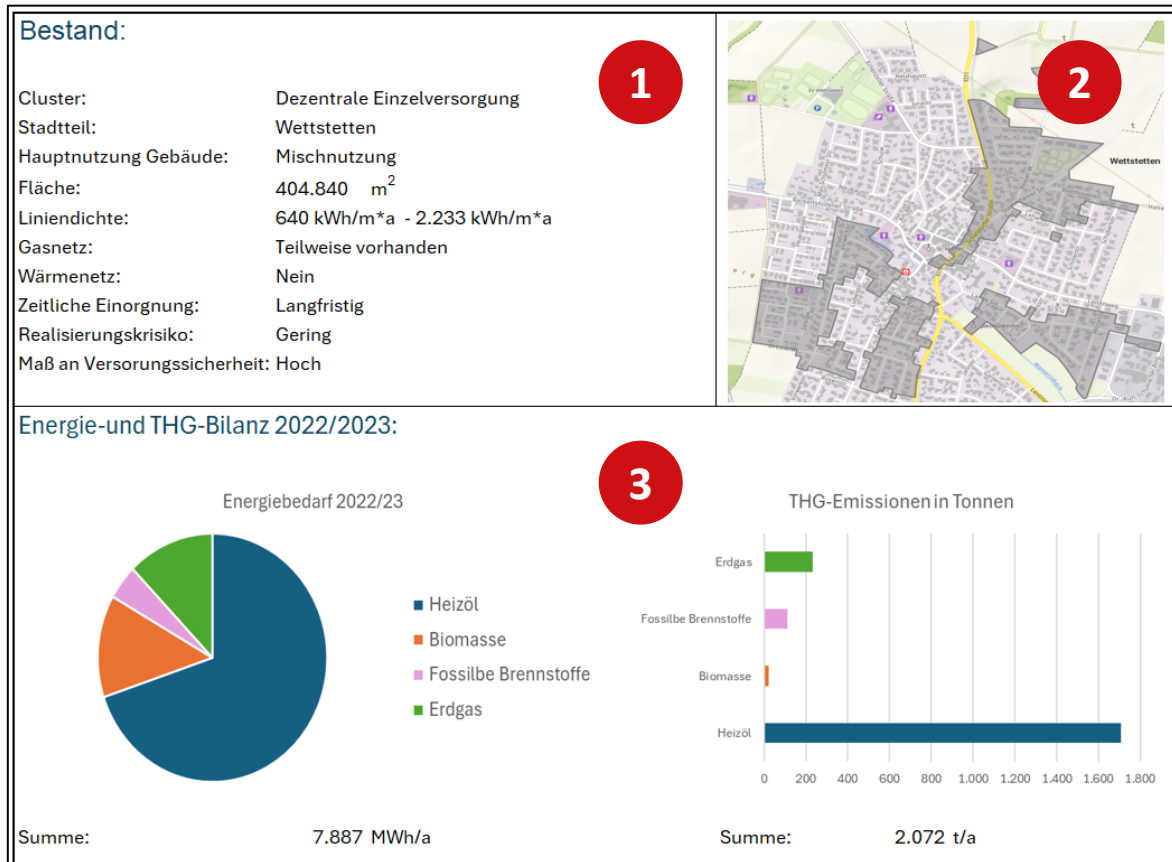 Bestand:
1
Cluster: Dezentrale Einzelversorgung
Stadtteil: Wettstetten
Hauptnutzung Gebäude: Mischnutzung
Fläche: 404.840 m²
Liniendichte: 640 kWh/m*a - 2.233 kWh/m*a
Gasnetz: Teilweise vorhanden
Wärmenetz: Nein
Zeitliche Einorgnung: Langfristig
Realisierungskrisiko: Gering
Maß an Versorungssicherheit: Hoch
2
Wettstetten
Energie-und THG-Bilanz 2022/2023:
3
Energiebedarf 2022/23
Heizöl
Biomasse
Fossilbe Brennstoffe
Erdgas
Summe: 7.887 MWh/a
THG-Emissionen in Tonnen
Erdgas
Fossilbe Brennstoffe
Biomasse
Heizöl
0 200 400 600 800 1.000 1.200 1.400 1.600 1.800
Summe: 2.072 t/a